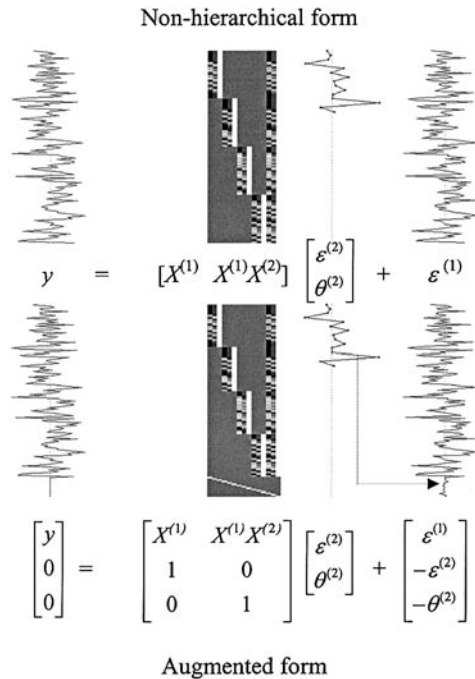 Non-hierarchical form
y = [X⁽¹⁾ X⁽¹⁾X⁽²⁾] [ε⁽²⁾ θ⁽²⁾] + ε⁽¹⁾
[y 0 0] = [X⁽¹⁾ X⁽¹⁾X⁽²⁾ 1 0 0 1] [ε⁽²⁾ θ⁽²⁾] + [ε⁽¹⁾ -ε⁽²⁾ -θ⁽²⁾]
Augmented form